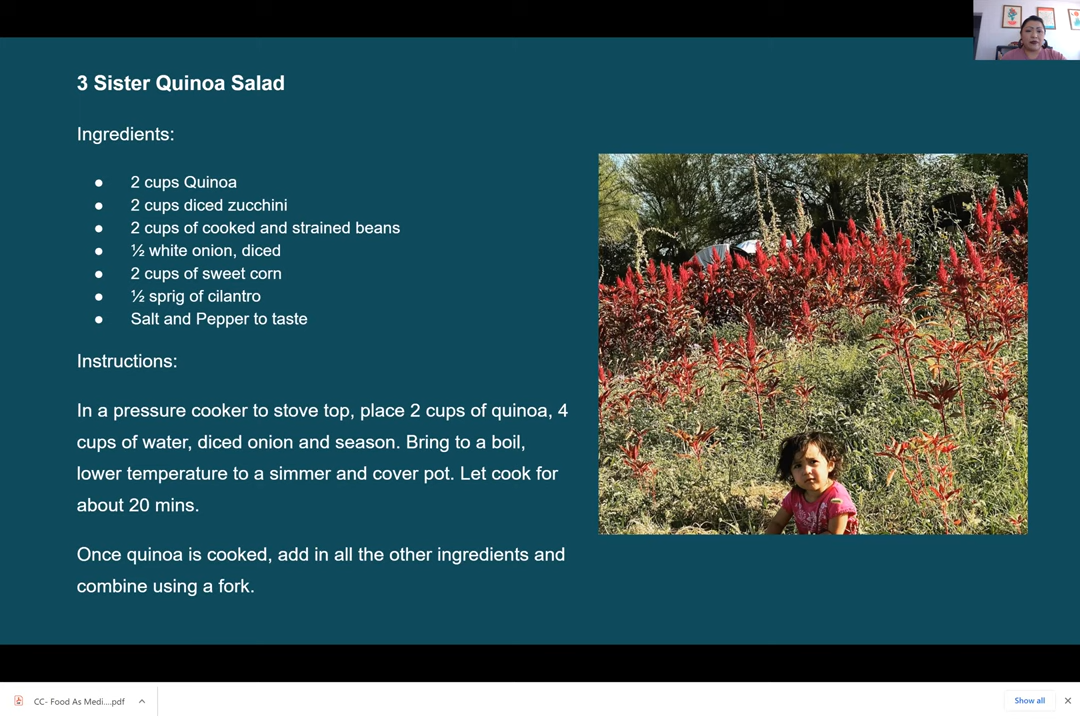 3 Sister Quinoa Salad
Ingredients:
● 2 cups Quinoa
● 2 cups diced zucchini
● 2 cups of cooked and strained beans
● ½ white onion, diced
● 2 cups of sweet corn
● ½ sprig of cilantro
● Salt and Pepper to taste
Instructions:
In a pressure cooker to stove top, place 2 cups of quinoa, 4
cups of water, diced onion and season. Bring to a boil,
lower temperature to a simmer and cover pot. Let cook for
about 20 mins.
Once quinoa is cooked, add in all the other ingredients and
combine using a fork.
CC- Food As Medi....pdf
Show all